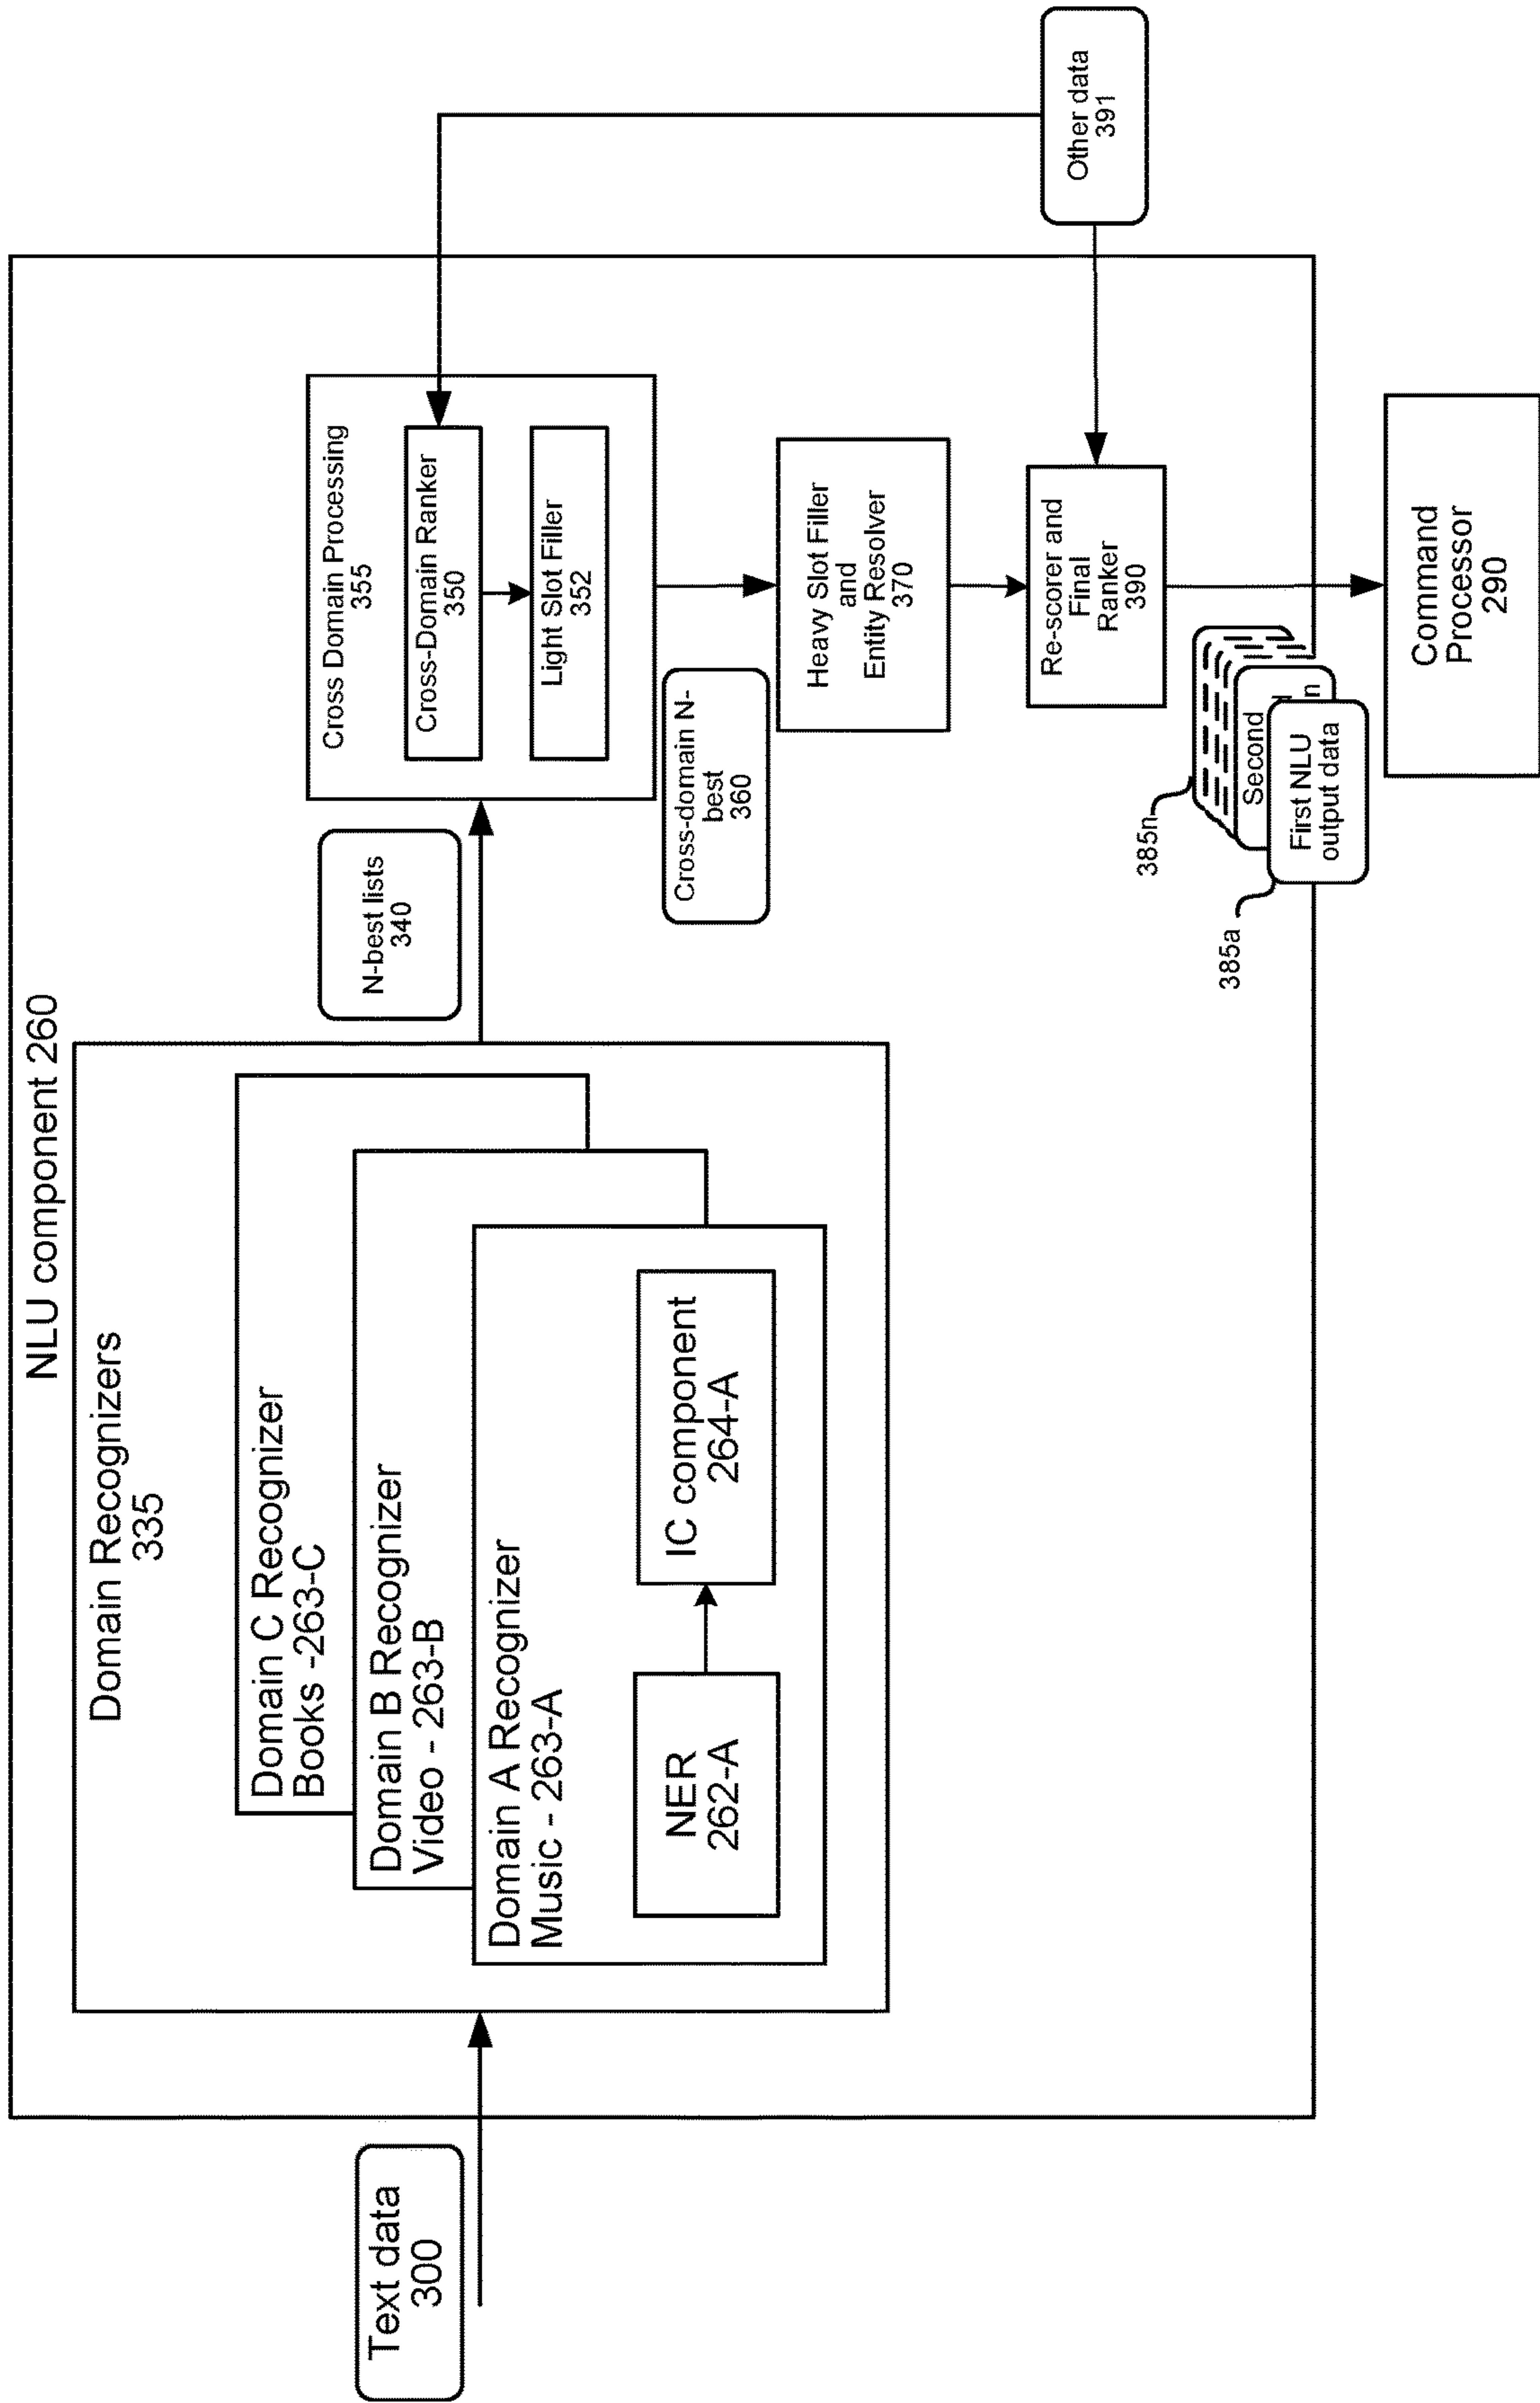 NLU component 260
Text data
300
Domain Recognizers
335
Domain C Recognizer
Books -263-C
Domain B Recognizer
Video - 263-B
Domain A Recognizer
Music - 263-A
NER
262-A
IC component
264-A
N-best lists
340
Cross Domain Processing
355
Cross-Domain Ranker
350
Light Slot Filler
352
Cross-domain N-
best
360
Heavy Slot Filler
and
Entity Resolver
370
Re-scorer and
Final
Ranker
390
Other data
391
385n
385a
Second
n
First NLU
output data
Command
Processor
290